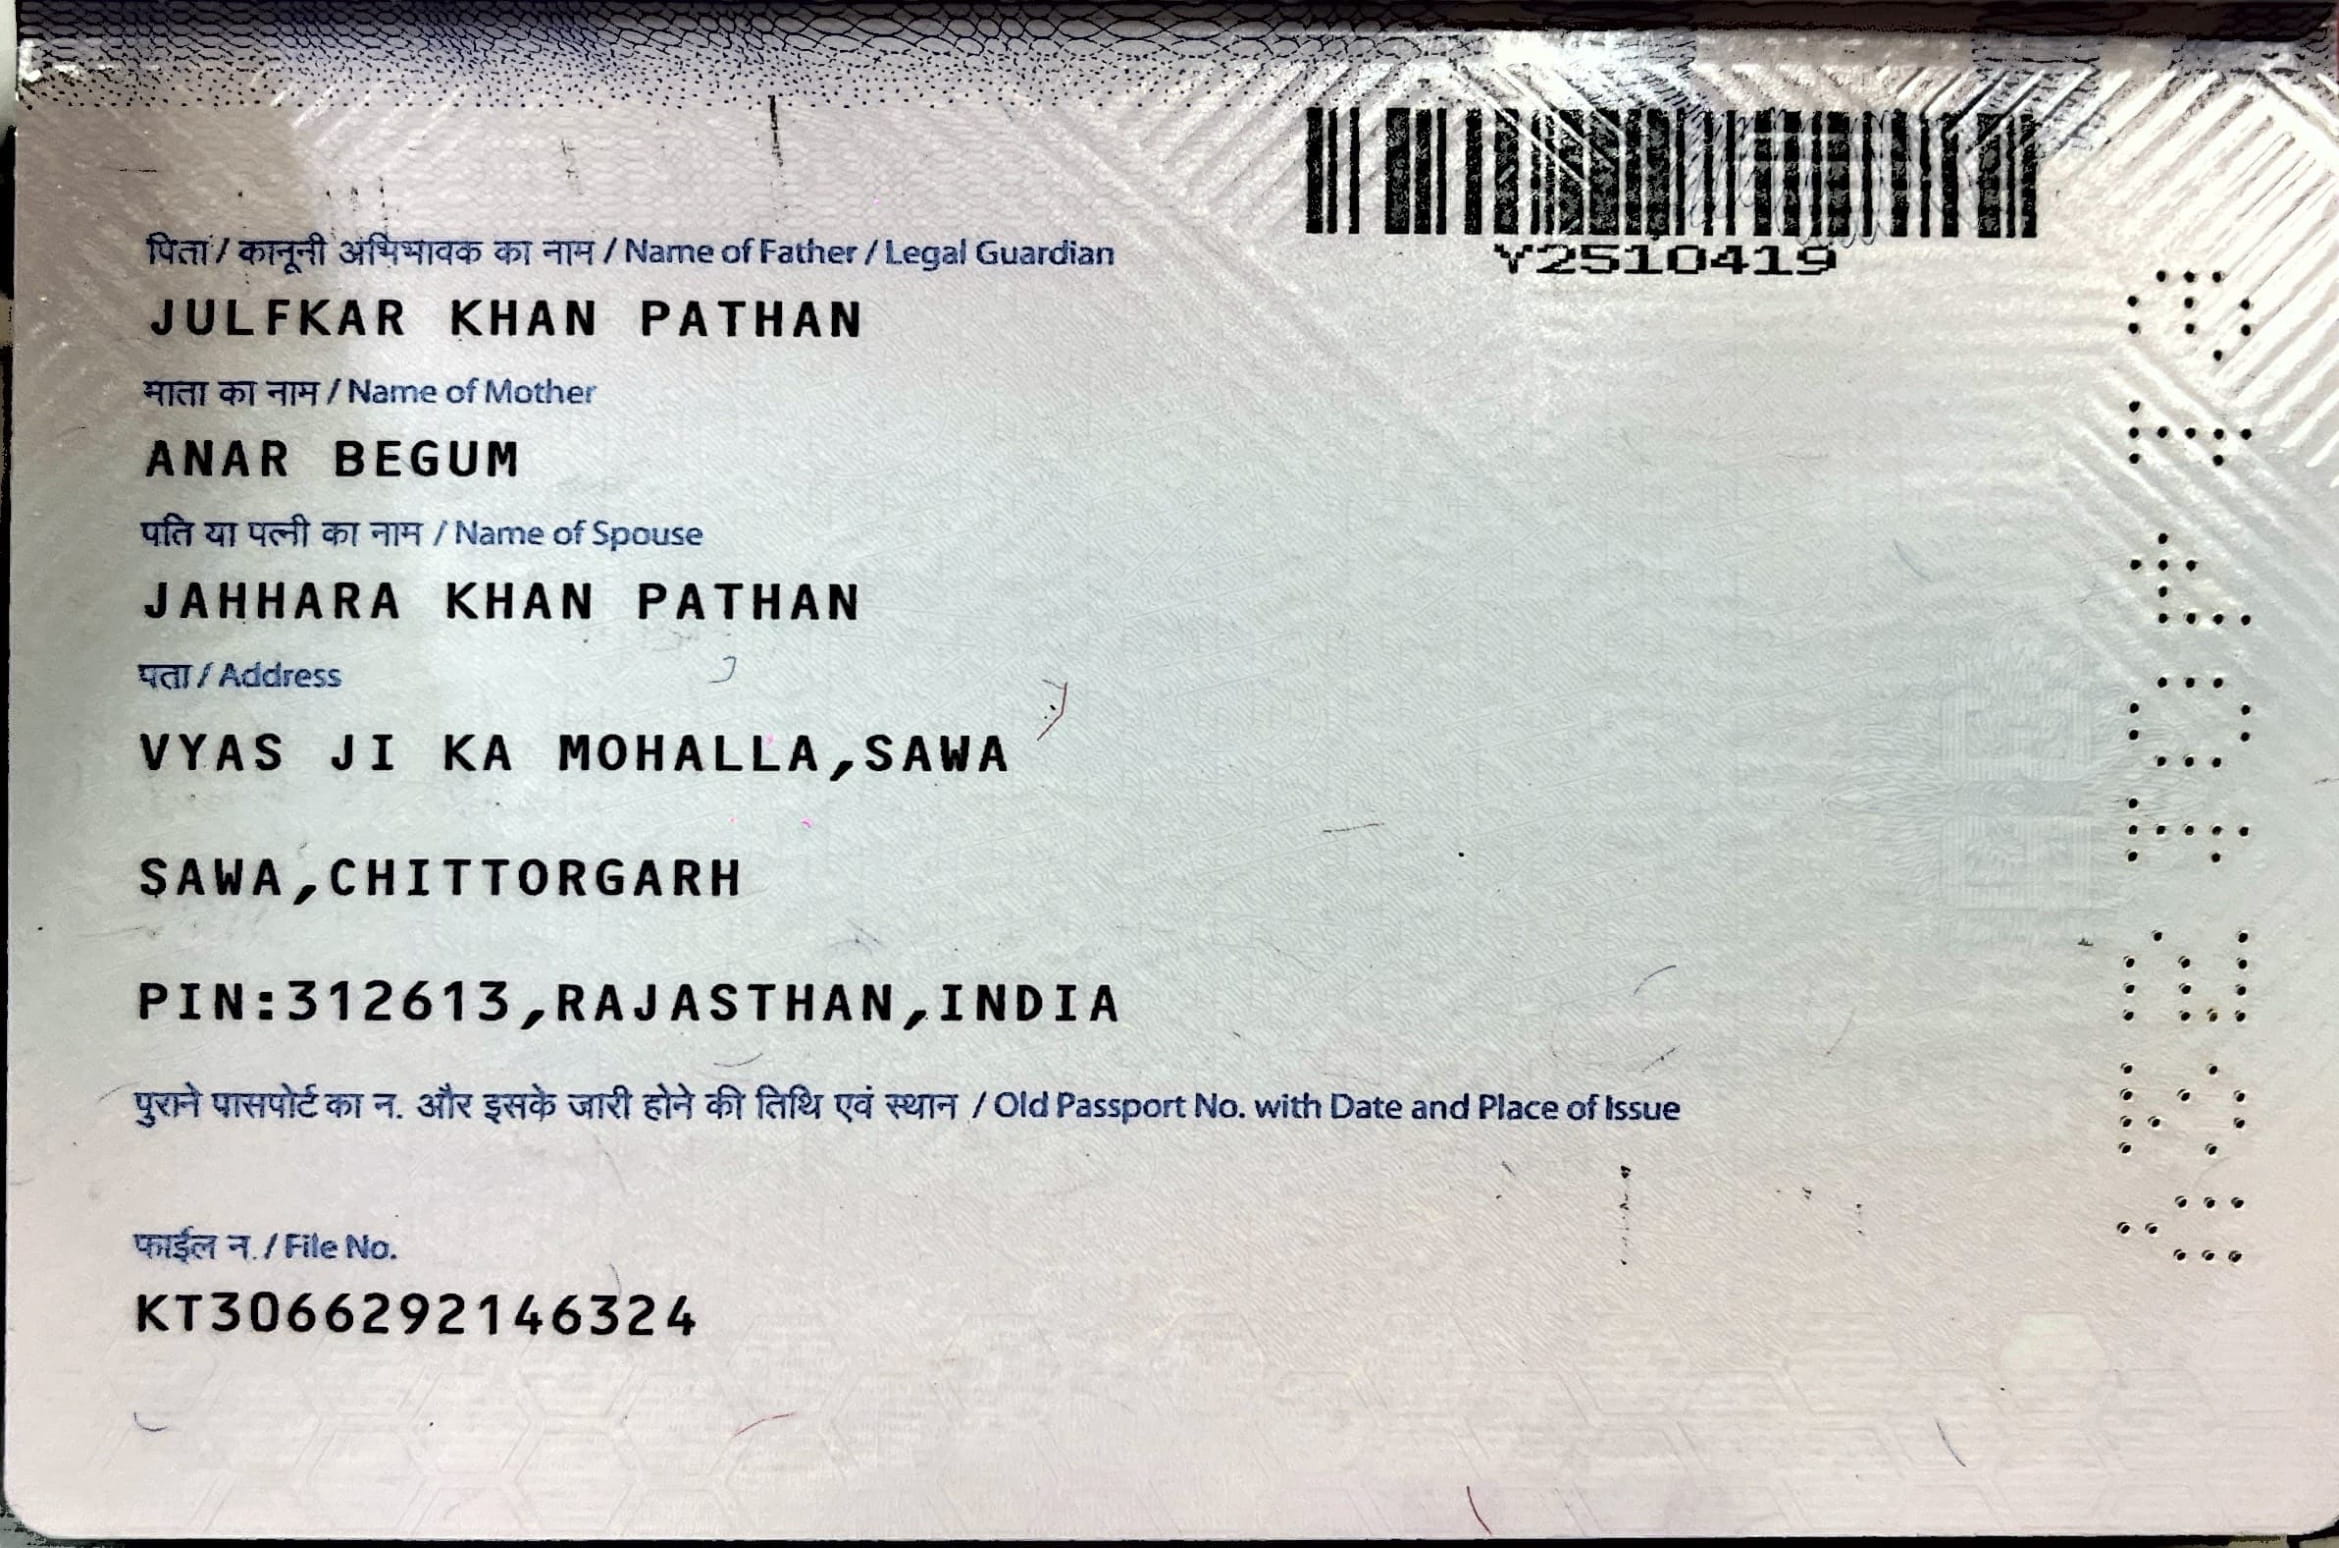 Y2510419
पिता / कानूनी अभिभावक का नाम / Name of Father / Legal Guardian
JULFKAR KHAN PATHAN
माता का नाम / Name of Mother
ANAR BEGUM
पति या पत्नी का नाम / Name of Spouse
JAHHARA KHAN PATHAN
पता / Address
VYAS JI KA MOHALLA,SAWA
SAWA,CHITTORGARH
PIN:312613,RAJASTHAN,INDIA
पुराने पासपोर्ट का न. और इसके जारी होने की तिथि एवं स्थान / Old Passport No. with Date and Place of Issue
फाईल न. / File No.
KT3066292146324